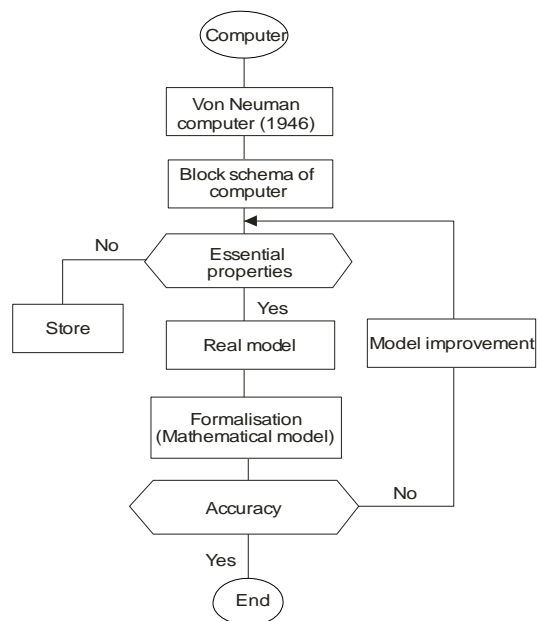 Computer
Von Neuman
computer (1946)
Block schema of
computer
No
Essential
properties
Yes
Store
Real model
Model improvement
Formalisation
(Mathematical model)
Accuracy
No
Yes
End